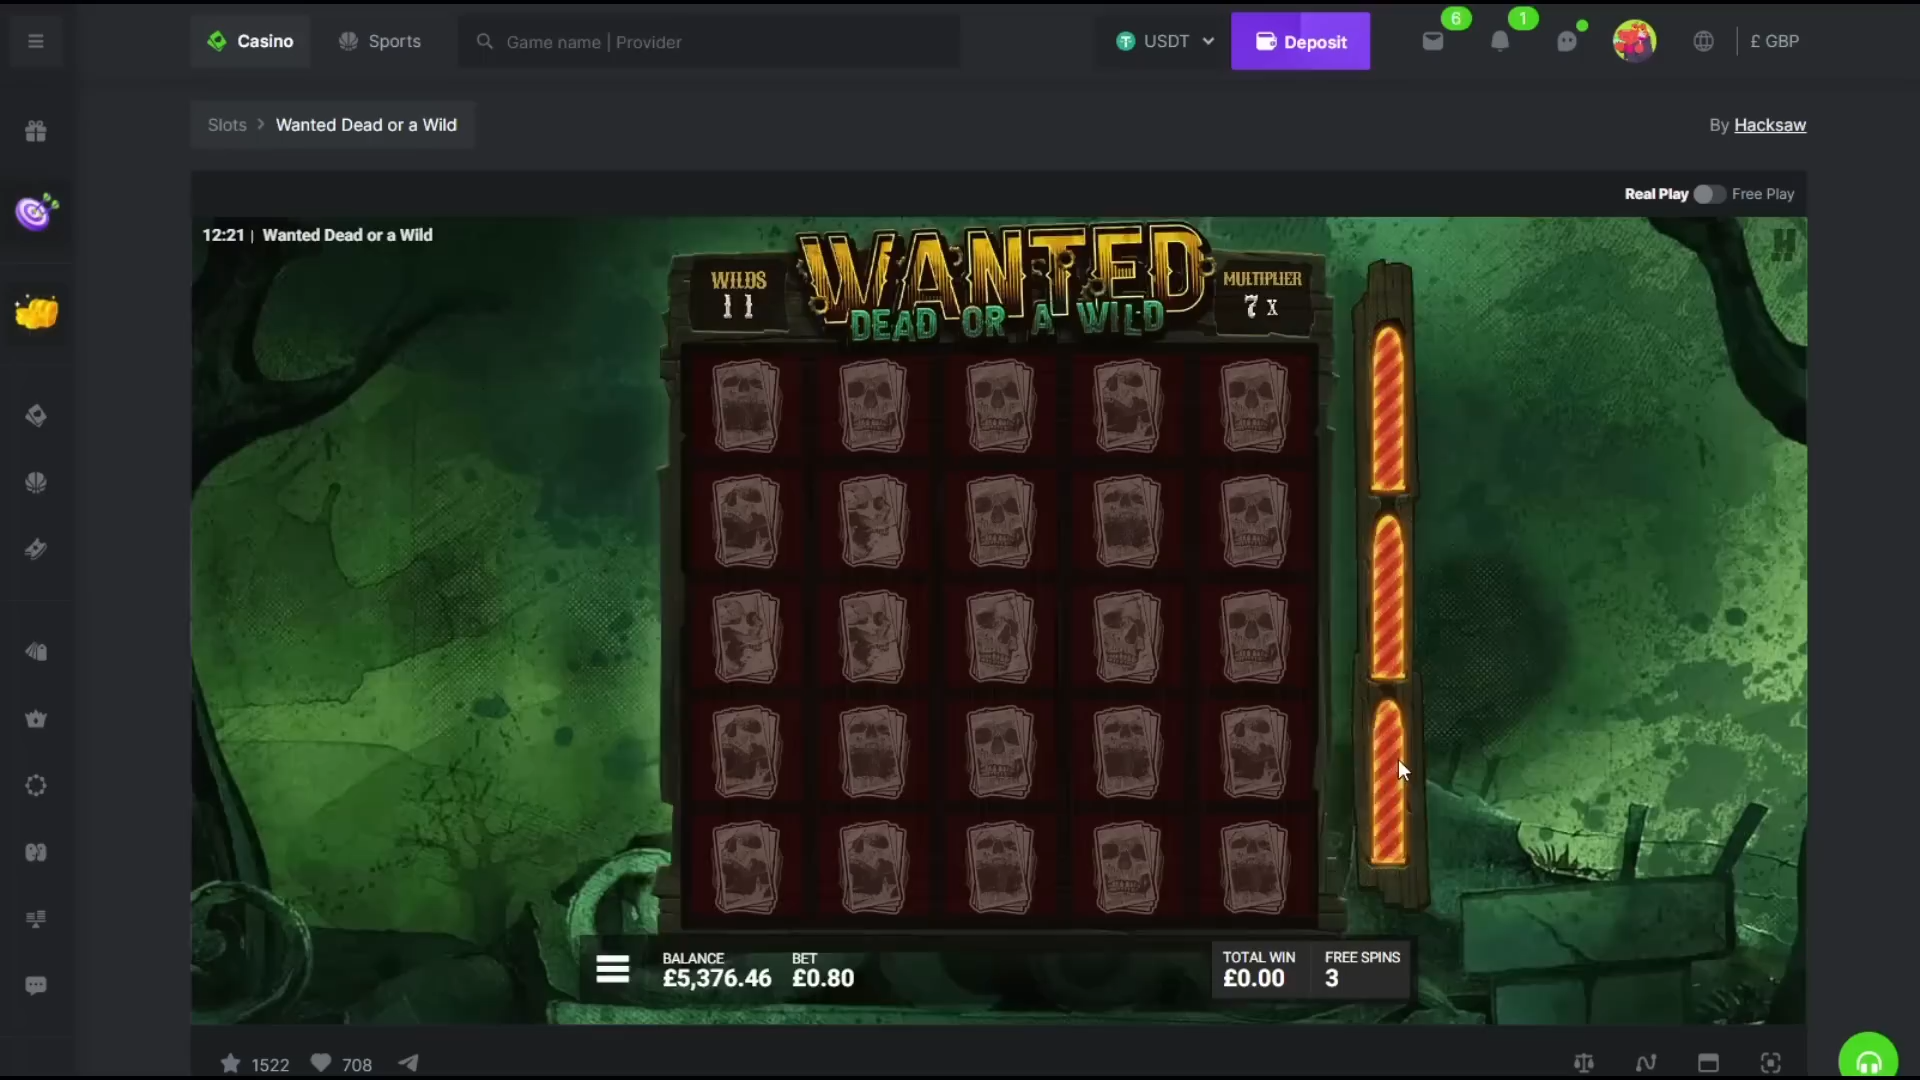 Casino
Sports
Game name | Provider
USDT
Deposit
6
1
£ GBP
Slots > Wanted Dead or a Wild
By Hacksaw
Real Play
Free Play
12:21 | Wanted Dead or a Wild
WILDS
11
WANTED
DEAD OR A WILD
MULTIPLIER
7 x
H
BALANCE
£5,376.46
BET
£0.80
TOTAL WIN
£0.00
FREE SPINS
3
1522
708